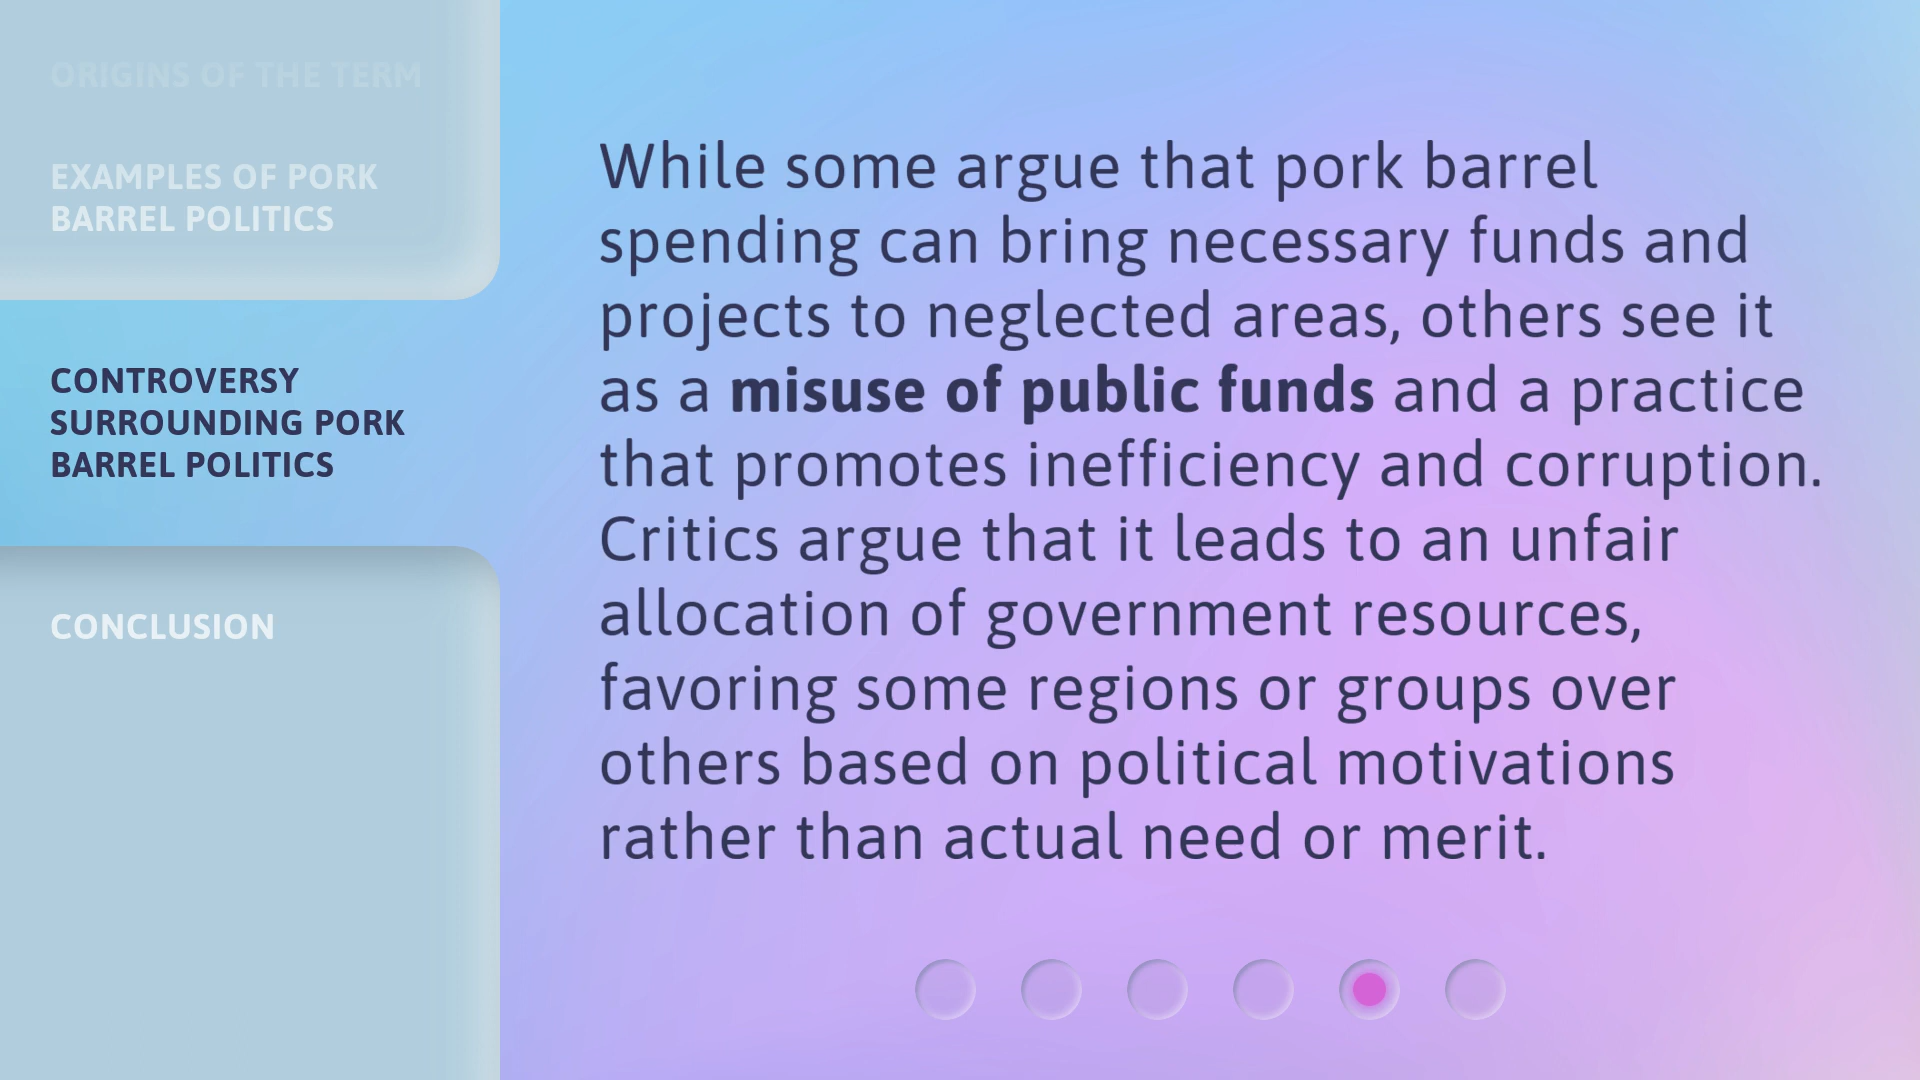 ORIGINS OF THE TERM
EXAMPLES OF PORK
BARREL POLITICS
CONTROVERSY
SURROUNDING PORK
BARREL POLITICS
CONCLUSION
While some argue that pork barrel
spending can bring necessary funds and
projects to neglected areas, others see it
as a misuse of public funds and a practice
that promotes inefficiency and corruption.
Critics argue that it leads to an unfair
allocation of government resources,
favoring some regions or groups over
others based on political motivations
rather than actual need or merit.